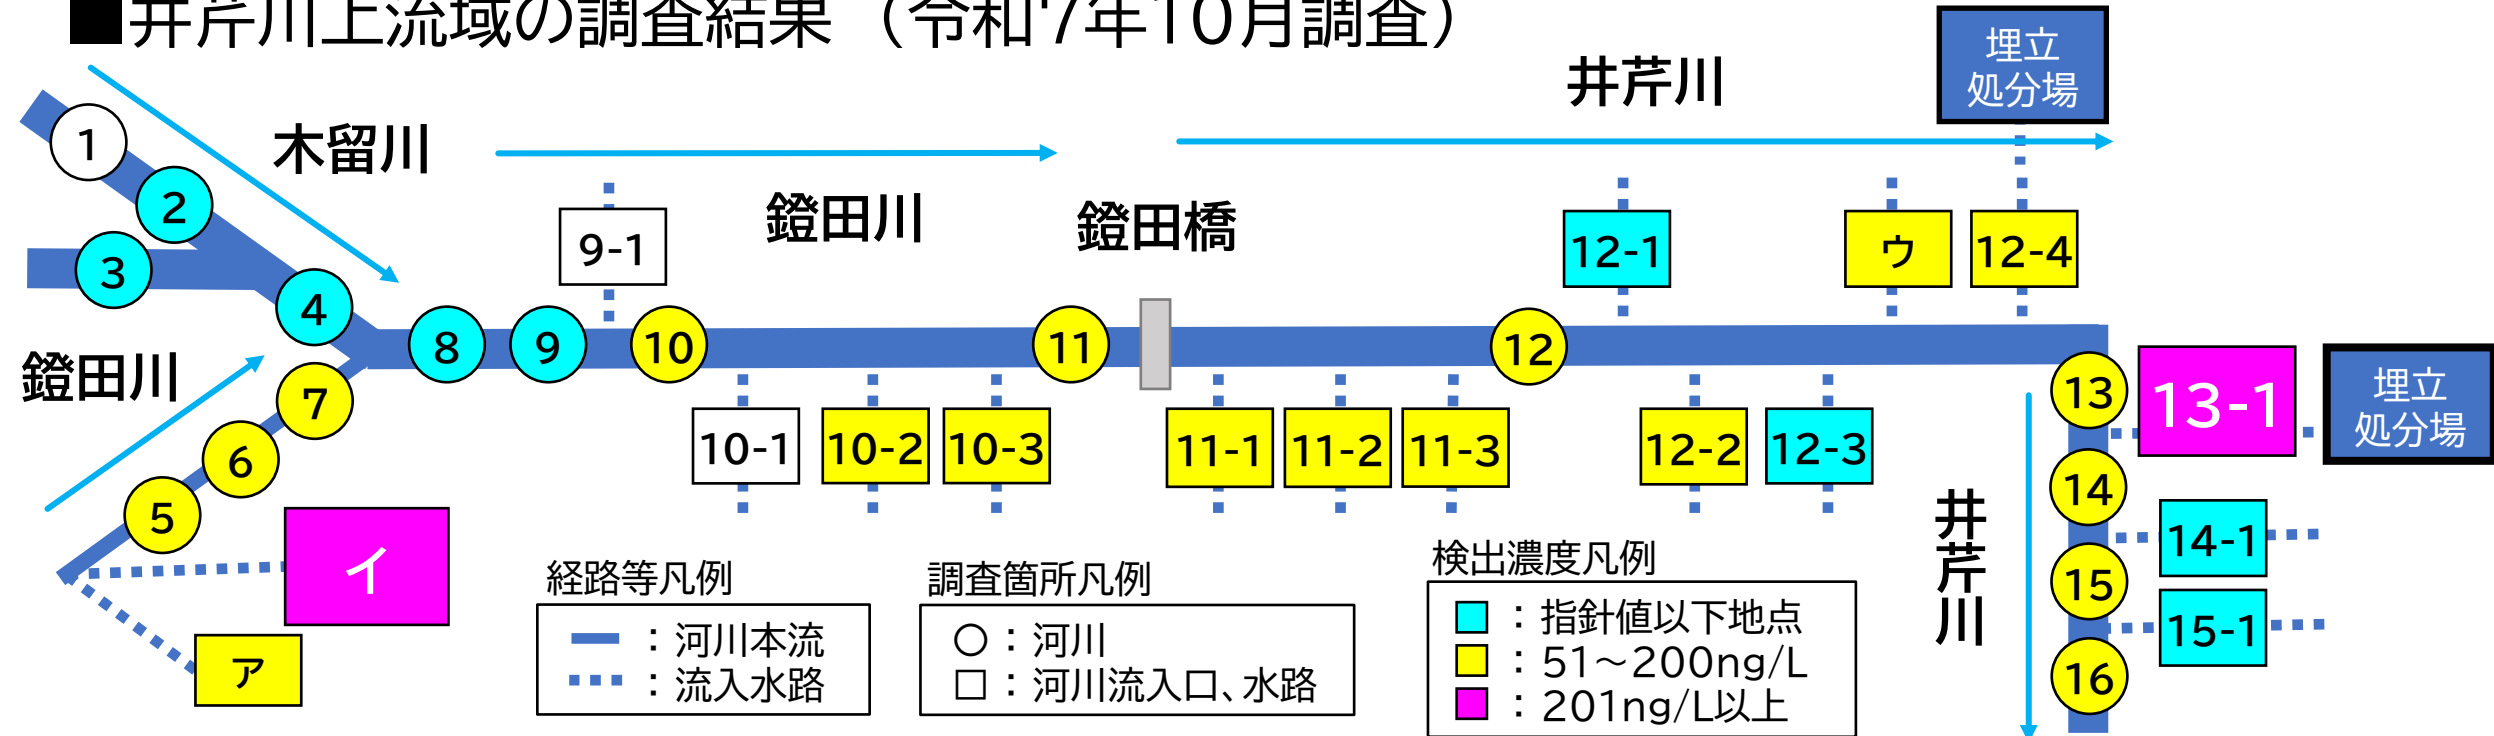 ■井芹川上流域の調査結果（令和7年10月調査）
埋立
処分場
井芹川
木留川
鐙田川
鐙田橋
1
2
3
4
9-1
12-1
ウ
12-4
8
9
10
11
12
鐙田川
7
6
5
10-1
10-2
10-3
11-1
11-2
11-3
12-2
12-3
13
13-1
埋立
処分場
14
14-1
15
15-1
16
井芹川
イ
ア
経路等凡例
：河川本流
：流入水路
調査箇所凡例
○：河川
□：河川流入口、水路
検出濃度凡例
：指針値以下地点
：51～200ng/L
：201ng/L以上